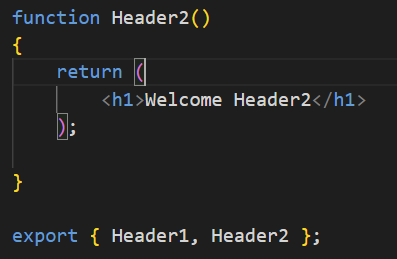 function Header2()
{
    return (
        <h1>Welcome Header2</h1>
    );

}

export { Header1, Header2 };